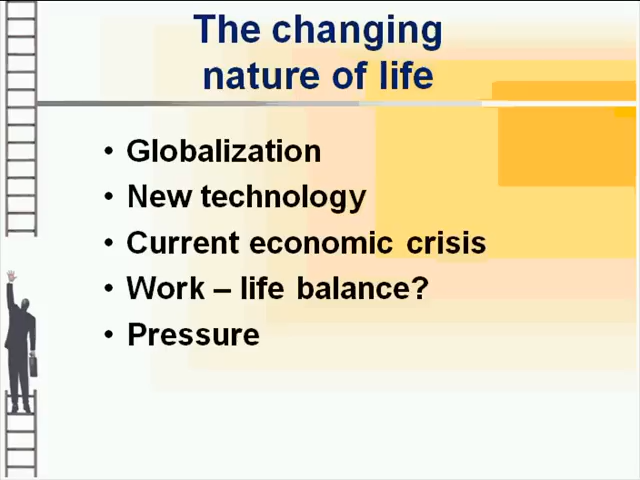 The changing
nature of life
• Globalization
• New technology
• Current economic crisis
• Work – life balance?
• Pressure